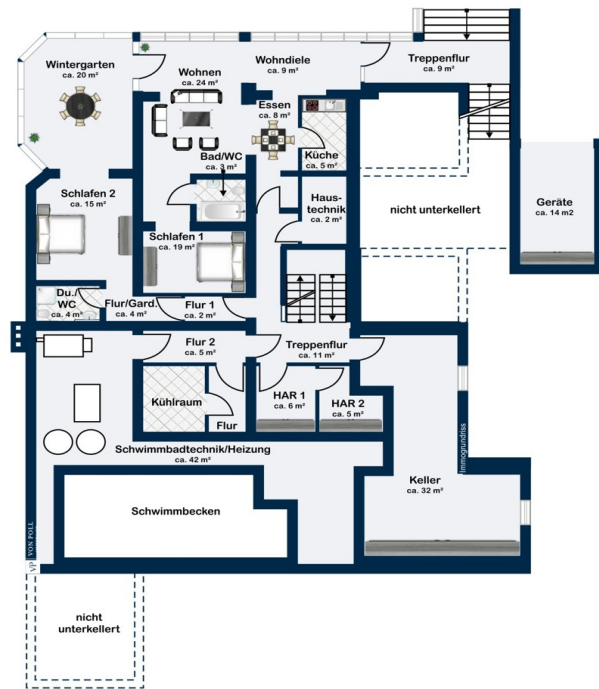 Wintergarten
ca. 20 m²
Wohnen
ca. 24 m²
Wohndiele
ca. 9 m²
Treppenflur
ca. 9 m²
Essen
ca. 8 m²
Bad/WC
ca. 3 m²
Küche
ca. 5 m²
Schlafen 2
ca. 15 m²
Haus-
technik
ca. 2 m²
nicht unterkellert
Geräte
ca. 14 m2
Schlafen 1
ca. 19 m²
Du./
WC
ca. 4 m²
Flur/Gard.
ca. 4 m²
Flur 1
ca. 2 m²
Flur 2
ca. 5 m²
Treppenflur
ca. 11 m²
Kühlraum
Flur
HAR 1
ca. 6 m²
HAR 2
ca. 5 m²
Immogrundriss
Schwimmbadtechnik/Heizung
ca. 42 m²
Keller
ca. 32 m²
Schwimmbecken
VP VON POLL
nicht
unterkellert